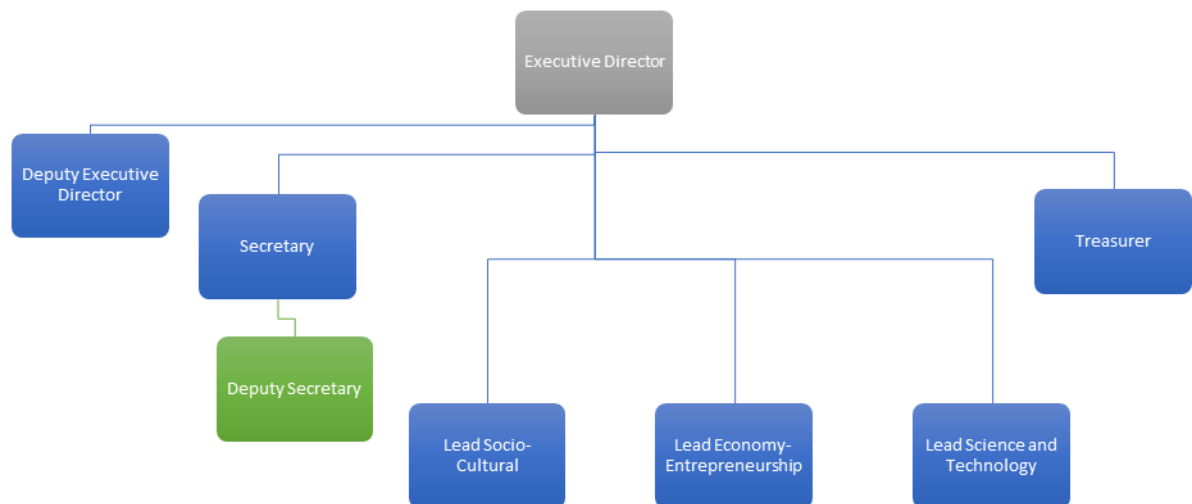 Executive Director
Deputy Executive
Director
Secretary
Treasurer
Deputy Secretary
Lead Socio-
Cultural
Lead Economy-
Entrepreneurship
Lead Science and
Technology